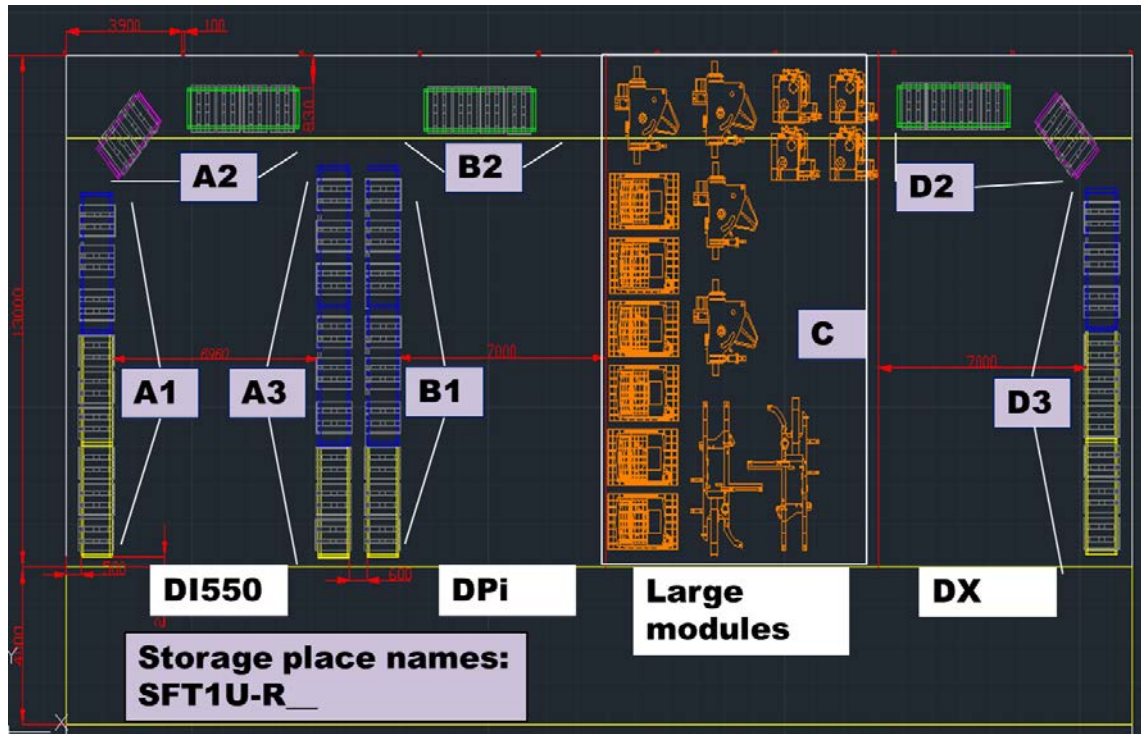 3900
100
830
A2
B2
D2
13000
6960
7000
C
7000
A1
A3
B1
D3
500
600
DI550
DPi
Large
modules
DX
Storage place names:
SFT1U-R__
Y
X